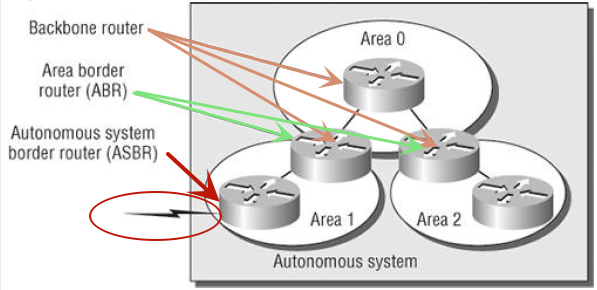 Backbone router
Area border
router (ABR)
Autonomous system
border router (ASBR)
Area 0
Area 1
Area 2
Autonomous system